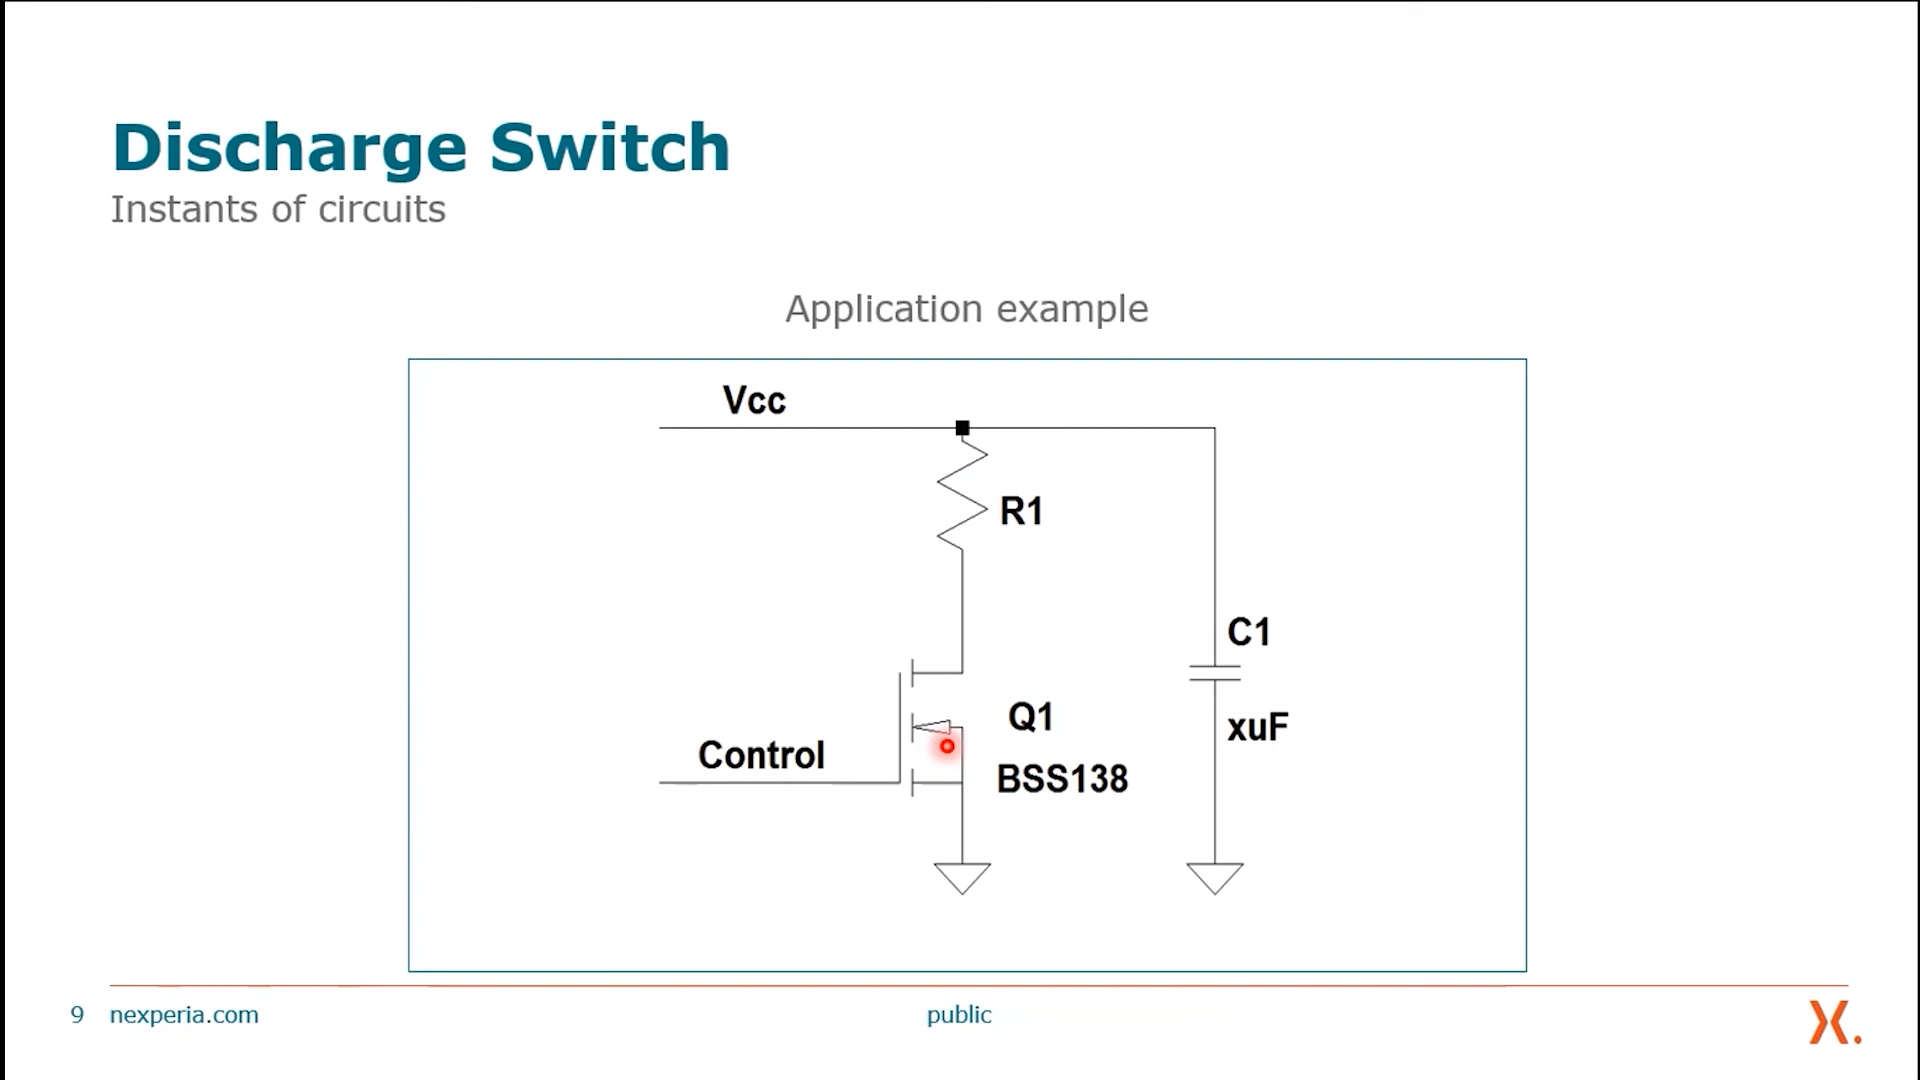 Discharge Switch
Instants of circuits
Application example
Vcc
R1
C1
Q1
xuF
Control
BSS138
9 nexperia.com public